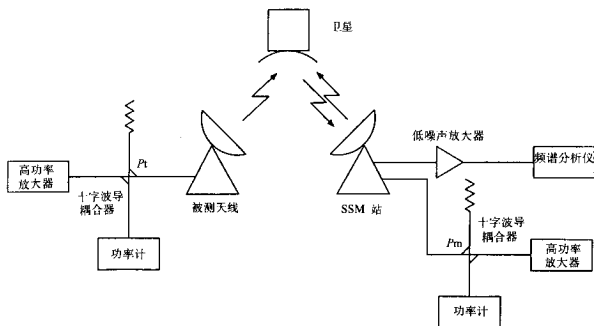 卫星
低噪声放大器
频谱分析仪
Pt
高功率
放大器
十字波导
耦合器
被测天线
SSM 站
十字波导
耦合器
Pm
高功率
放大器
功率计
功率计